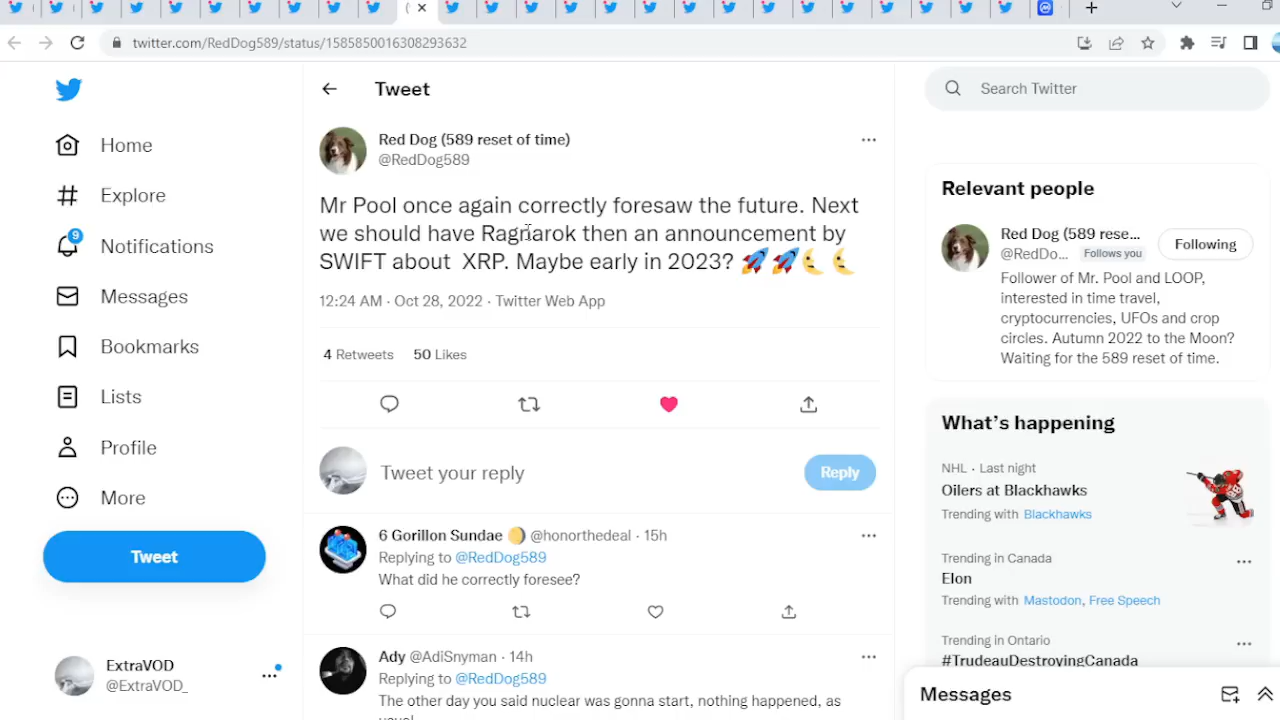 twitter.com/RedDog589/status/1585850016308293632
Tweet
Search Twitter
Home
Explore
9
Notifications
Messages
Bookmarks
Lists
Profile
More
Tweet
ExtraVOD
@ExtraVOD_
Red Dog (589 reset of time)
@RedDog589
Mr Pool once again correctly foresaw the future. Next
we should have Ragnarok then an announcement by
SWIFT about XRP. Maybe early in 2023? 🚀🚀🌜🌜
12:24 AM · Oct 28, 2022 · Twitter Web App
4 Retweets 50 Likes
Tweet your reply
Reply
6 Gorillon Sundae 🌖 @honorthedeal · 15h
Replying to @RedDog589
What did he correctly foresee?
Ady @AdiSnyman · 14h
Replying to @RedDog589
The other day you said nuclear was gonna start, nothing happened, as
Relevant people
Red Dog (589 rese...
@RedDo... Follows you
Following
Follower of Mr. Pool and LOOP,
interested in time travel,
cryptocurrencies, UFOs and crop
circles. Autumn 2022 to the Moon?
Waiting for the 589 reset of time.
What's happening
NHL · Last night
Oilers at Blackhawks
Trending with Blackhawks
Trending in Canada
Elon
Trending with Mastodon, Free Speech
Trending in Ontario
#TrudeauDestroyingCanada
Messages